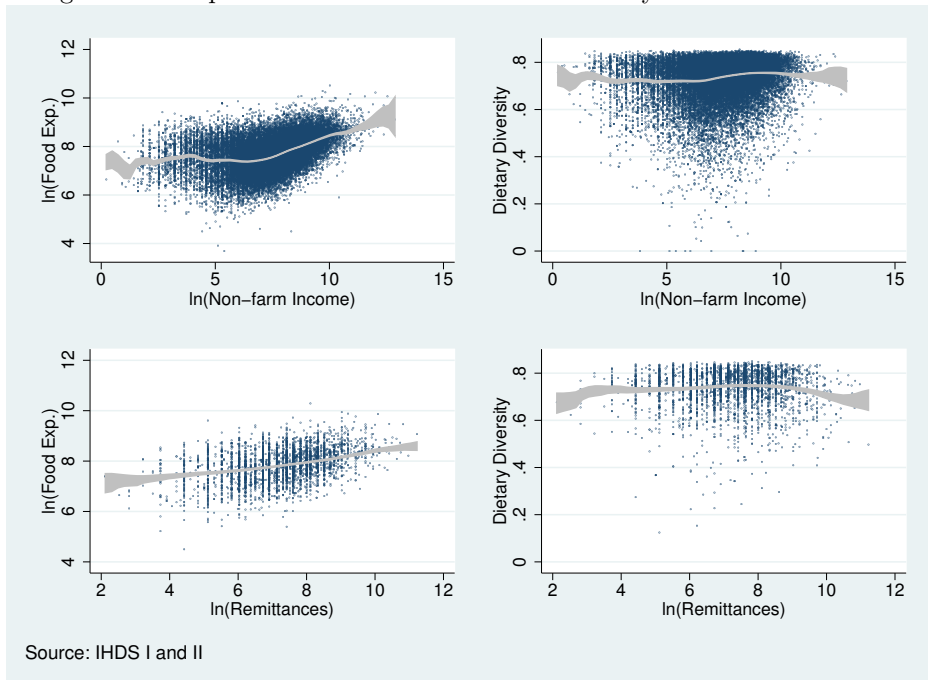 ln(Food Exp.)
12
10
8
6
4
0 5 10 15
ln(Non−farm Income)
Dietary Diversity
.8
.6
.4
.2
0
0 5 10 15
ln(Non−farm Income)
ln(Food Exp.)
12
10
8
6
4
2 4 6 8 10 12
ln(Remittances)
Dietary Diversity
.8
.6
.4
.2
0
2 4 6 8 10 12
ln(Remittances)
Source: IHDS I and II